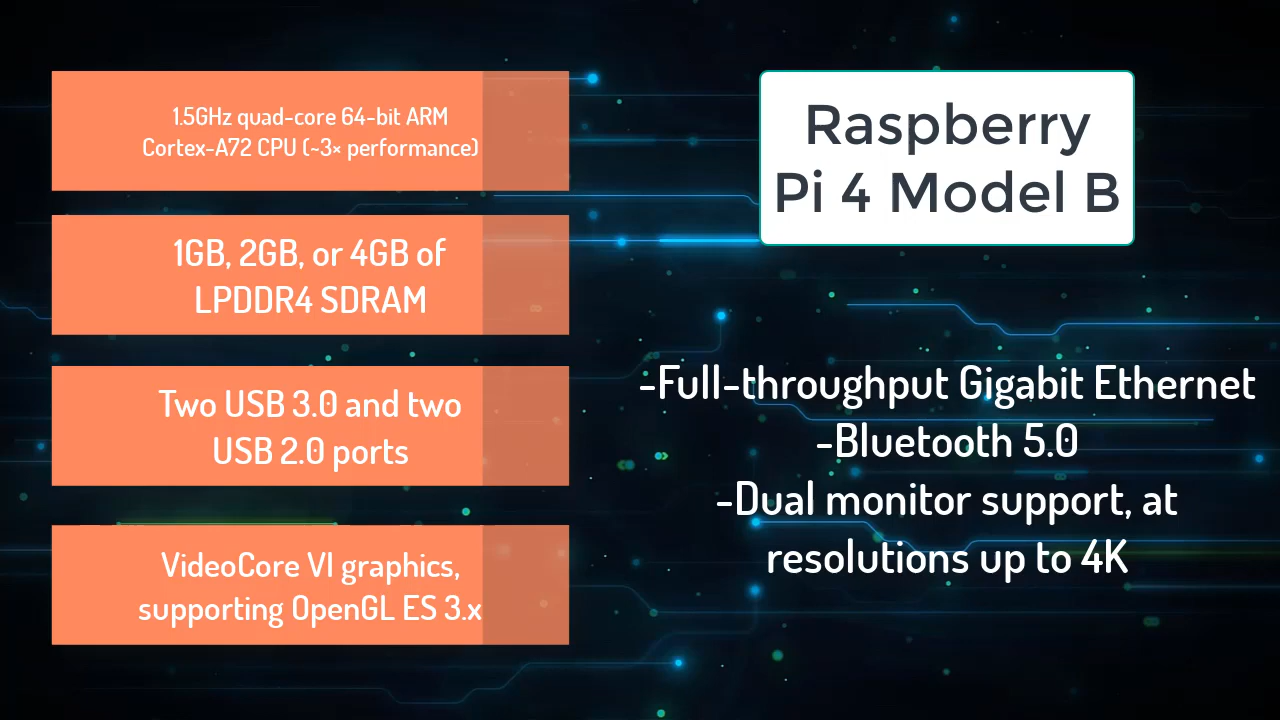 1.5GHz quad-core 64-bit ARM
Cortex-A72 CPU (~3× performance)
1GB, 2GB, or 4GB of
LPDDR4 SDRAM
Two USB 3.0 and two
USB 2.0 ports
VideoCore VI graphics,
supporting OpenGL ES 3.x
Raspberry
Pi 4 Model B
-Full-throughput Gigabit Ethernet
-Bluetooth 5.0
-Dual monitor support, at
resolutions up to 4K